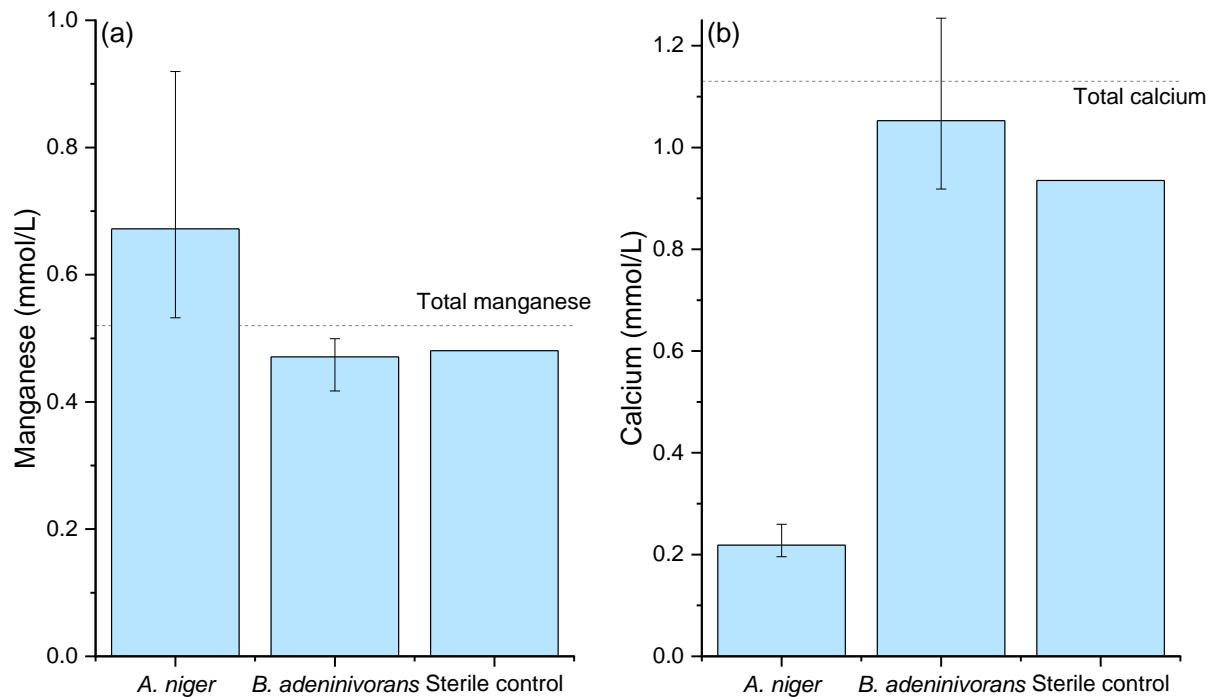 (a)
Manganese (mmol/L)
1.0
0.8
0.6
0.4
0.2
0.0
Total manganese
A. niger
B. adeninivorans
Sterile control
(b)
Calcium (mmol/L)
1.2
1.0
0.8
0.6
0.4
0.2
0.0
Total calcium
A. niger
B. adeninivorans
Sterile control